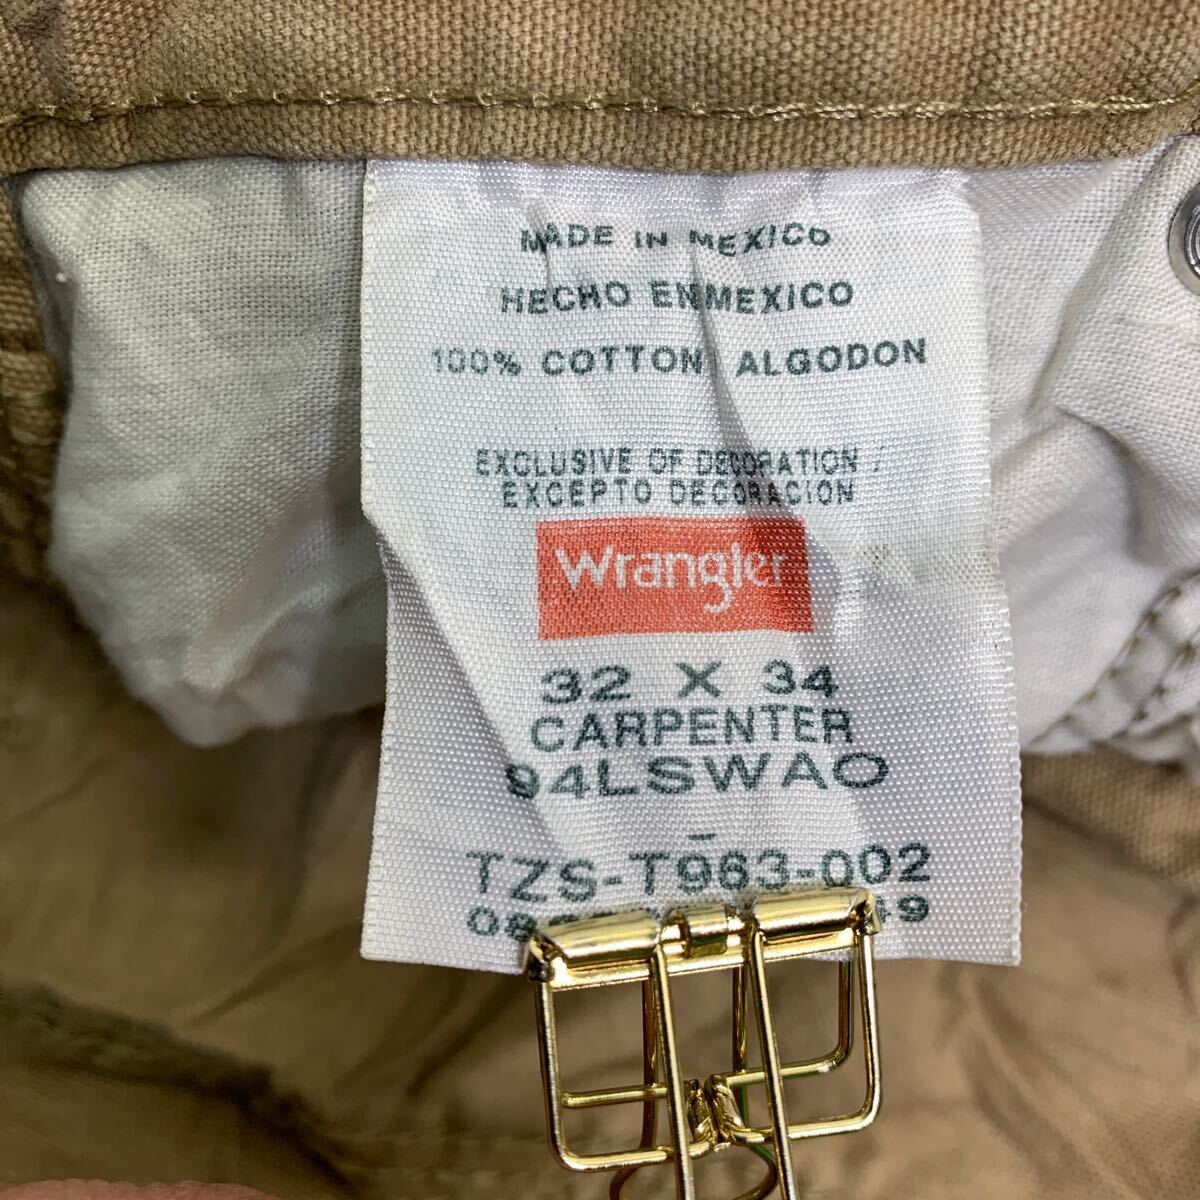 MADE IN MEXICO
HECHO EN MEXICO
100% COTTON ALGODON
EXCLUSIVE OF DECORATION /
EXCEPTO DECORACION
Wrangler
32 X 34
CARPENTER
94LSWAO
-
TZS-T963-002